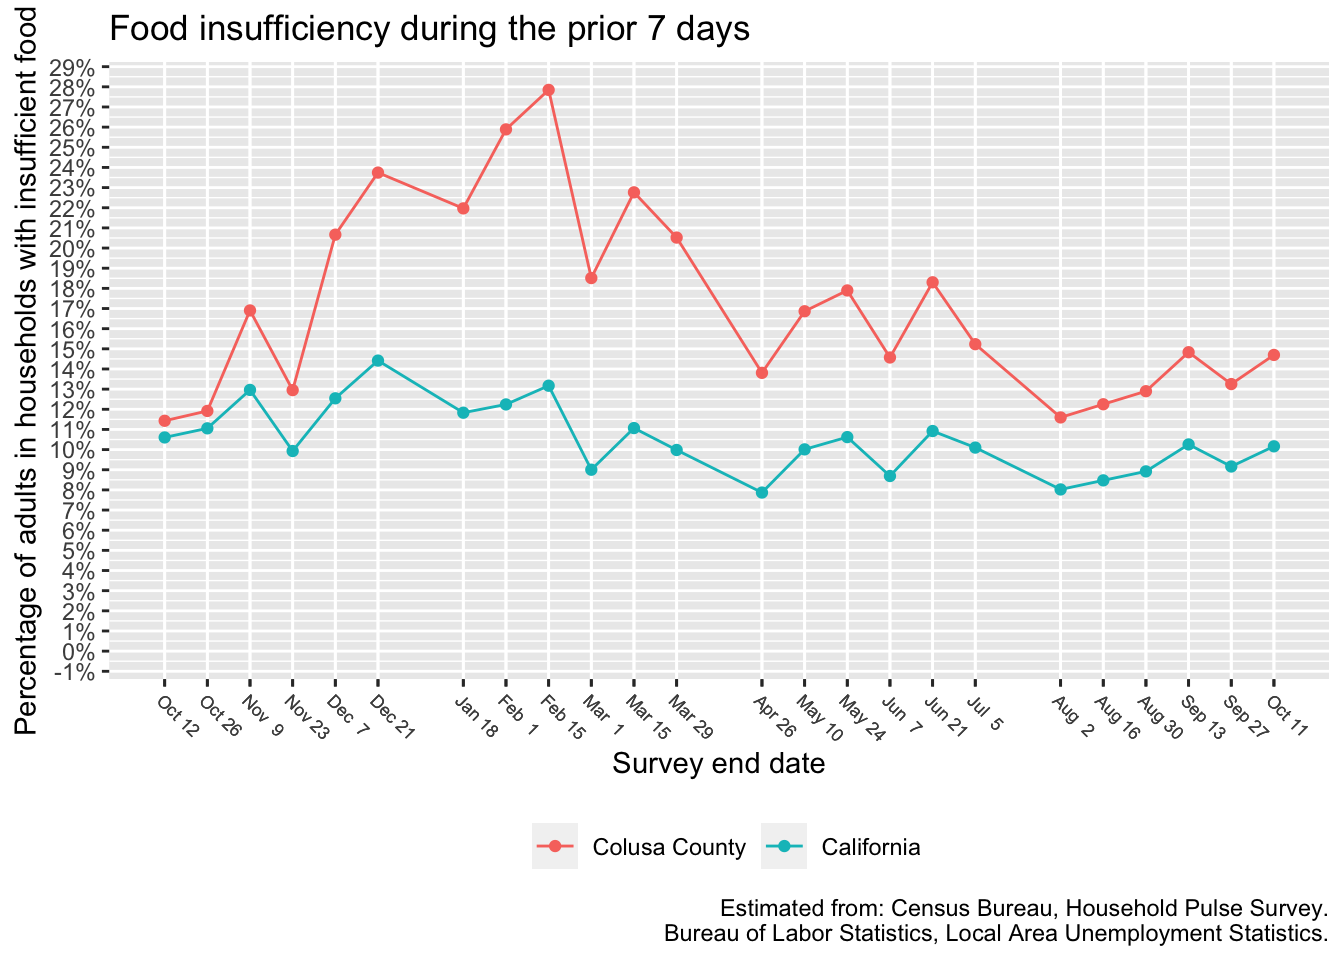 Food insufficiency during the prior 7 days
Percentage of adults in households with insufficient food
29%
28%
27%
26%
25%
24%
23%
22%
21%
20%
19%
18%
17%
16%
15%
14%
13%
12%
11%
10%
9%
8%
7%
6%
5%
4%
3%
2%
1%
0%
-1%
Oct 12
Oct 26
Nov 9
Nov 23
Dec 7
Dec 21
Jan 18
Feb 1
Feb 15
Mar 1
Mar 15
Mar 29
Apr 26
May 10
May 24
Jun 7
Jun 21
Jul 5
Aug 2
Aug 16
Aug 30
Sep 13
Sep 27
Oct 11
Survey end date
Colusa County
California
Estimated from: Census Bureau, Household Pulse Survey.
Bureau of Labor Statistics, Local Area Unemployment Statistics.